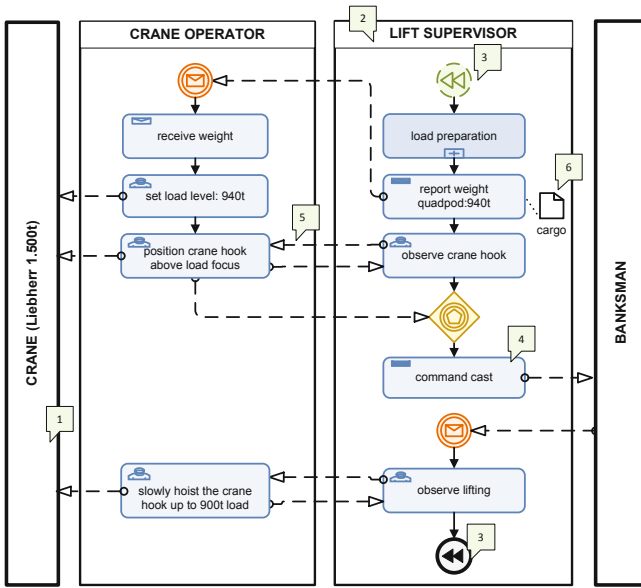 CRANE OPERATOR
2
LIFT SUPERVISOR
3
receive weight
load preparation
set load level: 940t
report weight
quadpod:940t
6
cargo
5
position crane hook
above load focus
observe crane hook
4
command cast
CRANE (Liebherr 1.500t)
BANKSMAN
1
slowly hoist the crane
hook up to 900t load
observe lifting
3